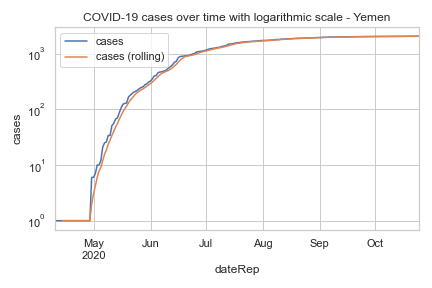 COVID-19 cases over time with logarithmic scale - Yemen
cases
cases (rolling)
10³
10²
10¹
10⁰
cases
May
2020
Jun
Jul
Aug
Sep
Oct
dateRep